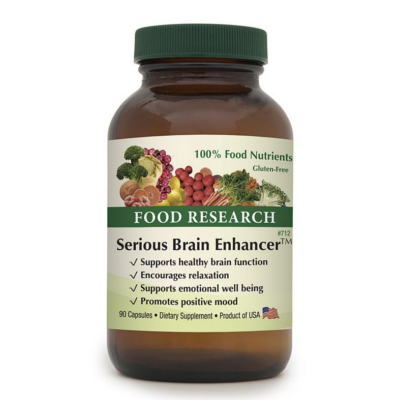 100% Food Nutrients
Gluten-Free
FOOD RESEARCH
#712
Serious Brain Enhancer™
✓ Supports healthy brain function
✓ Encourages relaxation
✓ Supports emotional well being
✓ Promotes positive mood
90 Capsules • Dietary Supplement • Product of USA